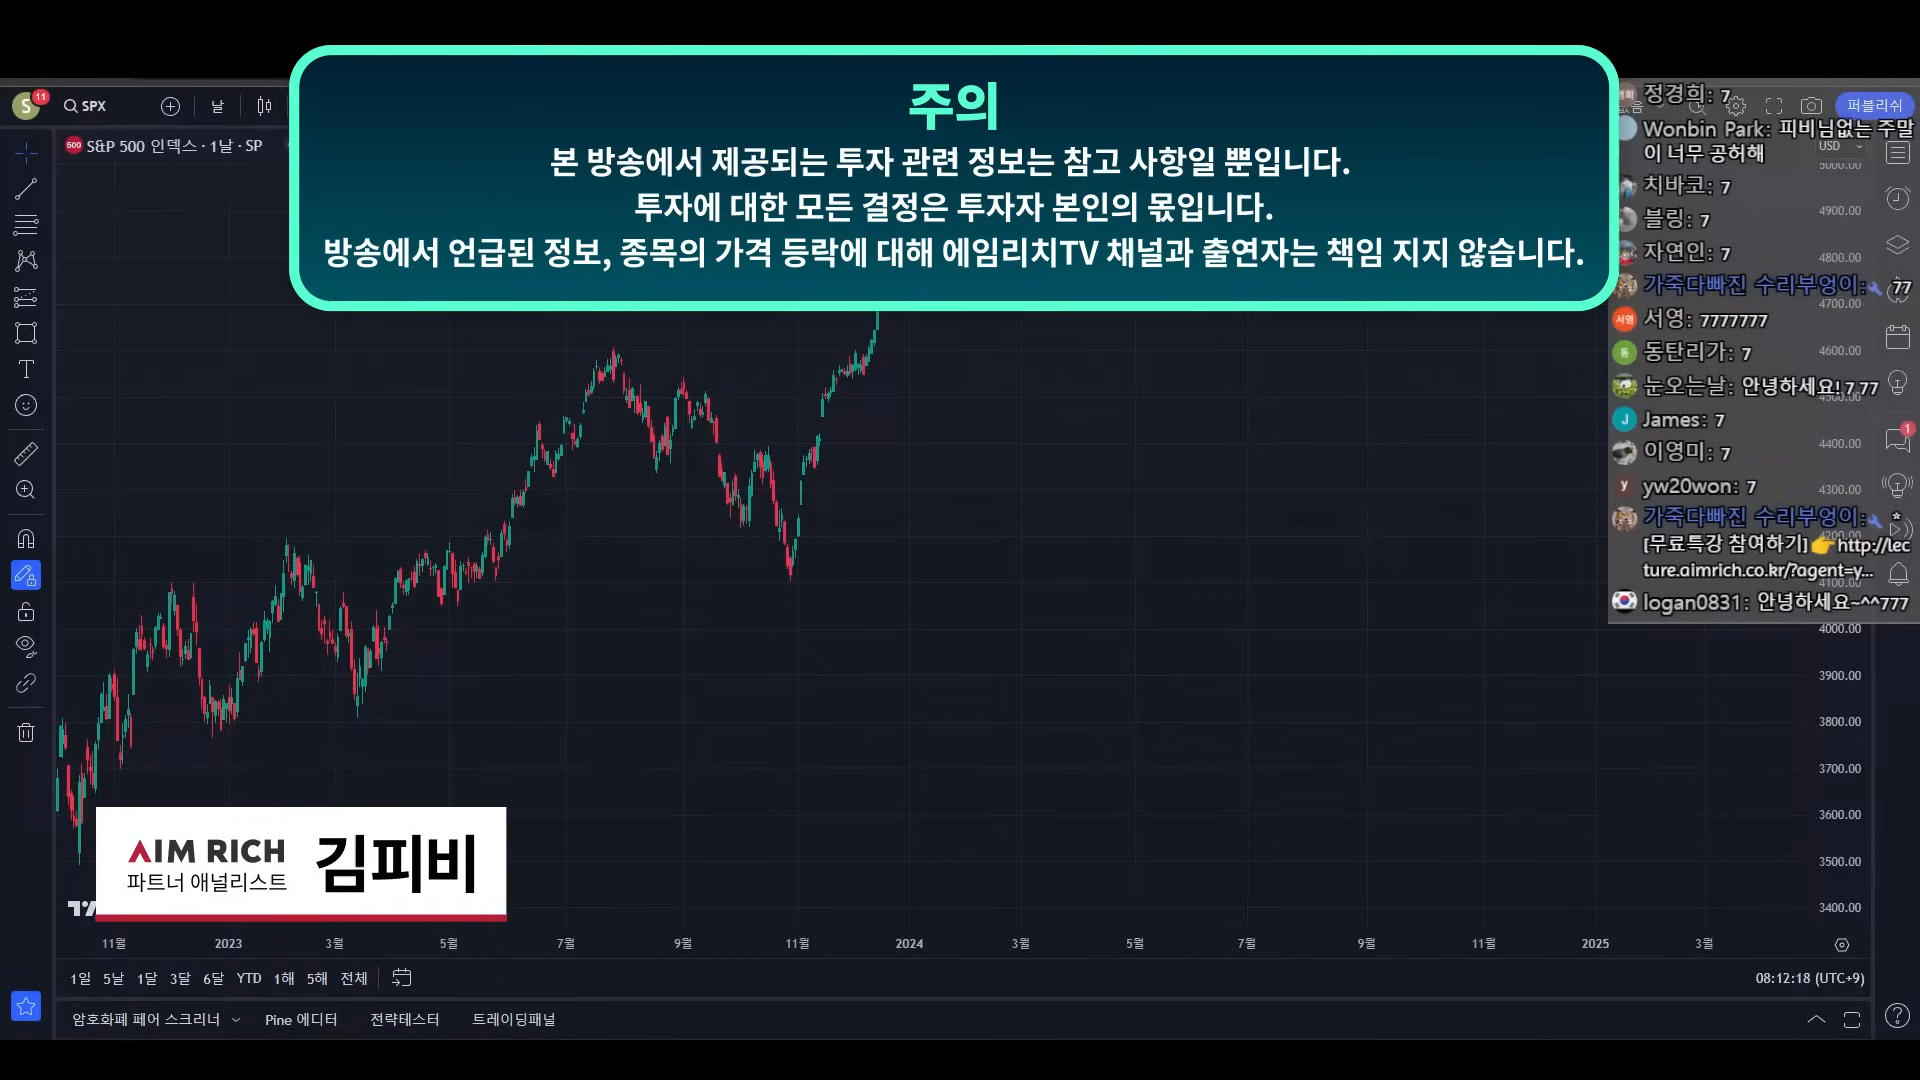 주의
본 방송에서 제공되는 투자 관련 정보는 참고 사항일 뿐입니다.
투자에 대한 모든 결정은 투자자 본인의 몫입니다.
방송에서 언급된 정보, 종목의 가격 등락에 대해 에임리치TV 채널과 출연자는 책임 지지 않습니다.
S 11 SPX 날
퍼블리쉬
500 S&P 500 인덱스 · 1날 · SP
USD
정경희: 7
Wonbin Park: 피비님없는 주말
이 너무 공허해
치바코: 7
블링: 7
자연인: 7
가죽다빠진 수리부엉이: 77
서영 서영: 7777777
동 동탄리가: 7
눈오는날: 안녕하세요! 7 77
J James: 7
이영미: 7
y yw20won: 7
가죽다빠진 수리부엉이: *
[무료특강 참여하기]👉http://lec
ture.aimrich.co.kr/?agent=y...
logan0831: 안녕하세요~^^777
1
5000.00
4900.00
4800.00
4700.00
4600.00
4500.00
4400.00
4300.00
4200.00
4100.00
4000.00
3900.00
3800.00
3700.00
3600.00
3500.00
3400.00
AIM RICH
파트너 애널리스트
김피비
11월 2023 3월 5월 7월 9월 11월 2024 3월 5월 7월 9월 11월 2025 3월
1일 5날 1달 3달 6달 YTD 1해 5해 전체
08:12:18 (UTC+9)
암호화폐 페어 스크리너 Pine 에디터 전략테스터 트레이딩패널